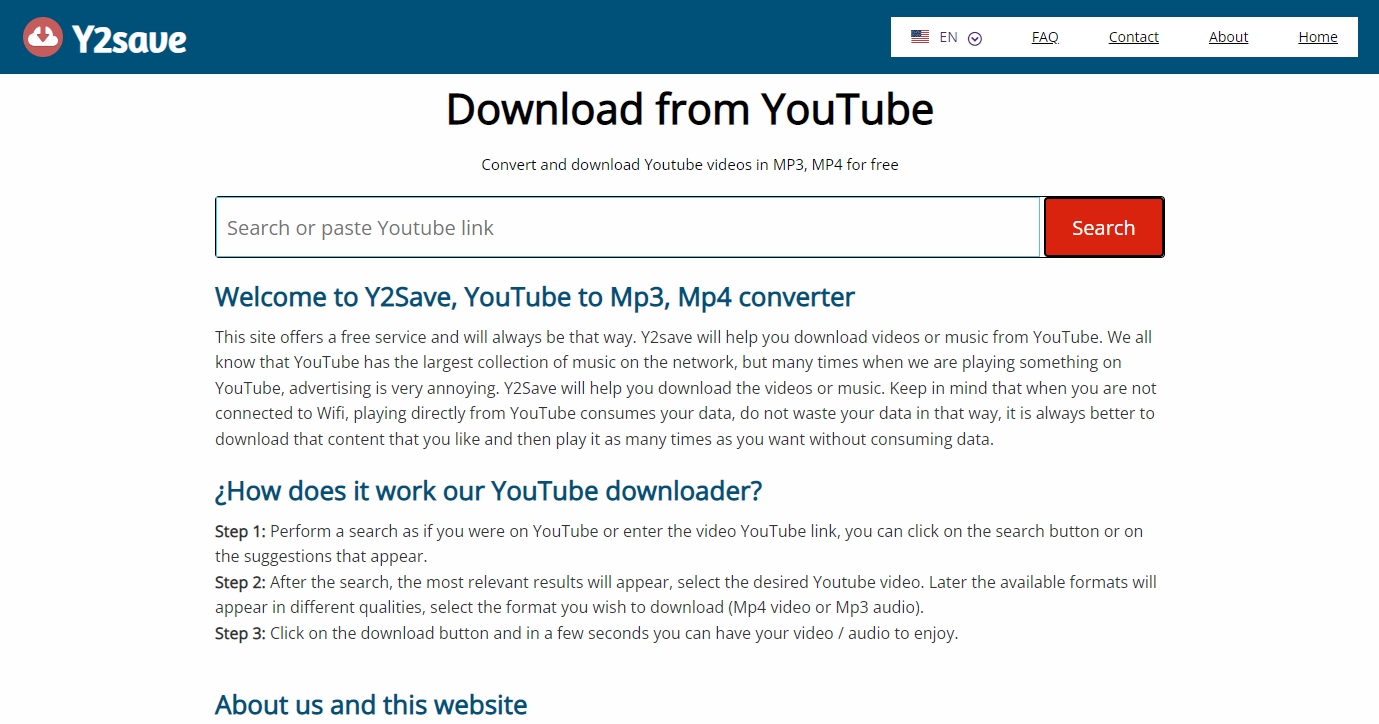 Y2save
EN
FAQ
Contact
About
Home
Download from YouTube
Convert and download Youtube videos in MP3, MP4 for free
Search or paste Youtube link
Search
Welcome to Y2Save, YouTube to Mp3, Mp4 converter
This site offers a free service and will always be that way. Y2save will help you download videos or music from YouTube. We all
know that YouTube has the largest collection of music on the network, but many times when we are playing something on
YouTube, advertising is very annoying. Y2Save will help you download the videos or music. Keep in mind that when you are not
connected to Wifi, playing directly from YouTube consumes your data, do not waste your data in that way, it is always better to
download that content that you like and then play it as many times as you want without consuming data.
¿How does it work our YouTube downloader?
Step 1: Perform a search as if you were on YouTube or enter the video YouTube link, you can click on the search button or on
the suggestions that appear.
Step 2: After the search, the most relevant results will appear, select the desired Youtube video. Later the available formats will
appear in different qualities, select the format you wish to download (Mp4 video or Mp3 audio).
Step 3: Click on the download button and in a few seconds you can have your video / audio to enjoy.
About us and this website